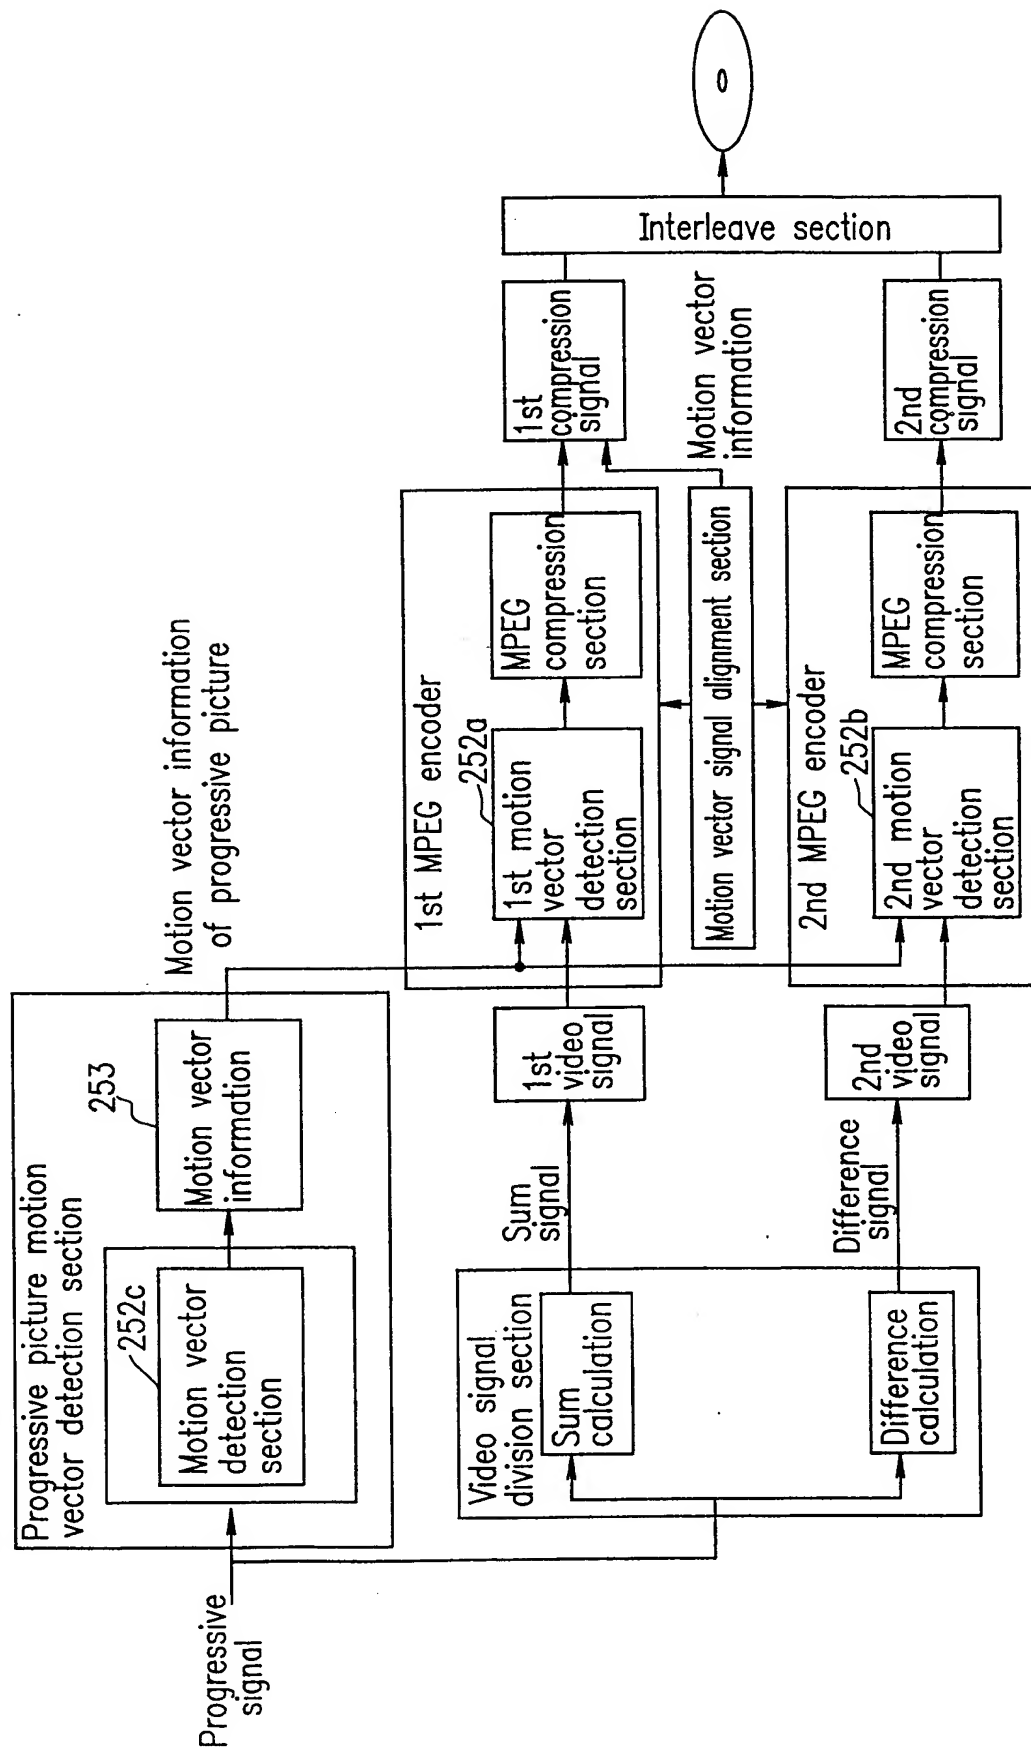 Progressive
signal
Progressive picture motion
vector detection section
252c
Motion vector
detection
section
253
Motion vector
information
Motion vector information
of progressive picture
Video signal
division section
Sum
calculation
Difference
calculation
Sum
signal
Difference
signal
1st
video
signal
2nd
video
signal
1st MPEG encoder
252a
1st motion
vector
detection
section
MPEG
compression
section
Motion vector signal alignment section
2nd MPEG encoder
252b
2nd motion
vector
detection
section
MPEG
compression
section
1st
compression
signal
Motion vector
information
2nd
compression
signal
Interleave section